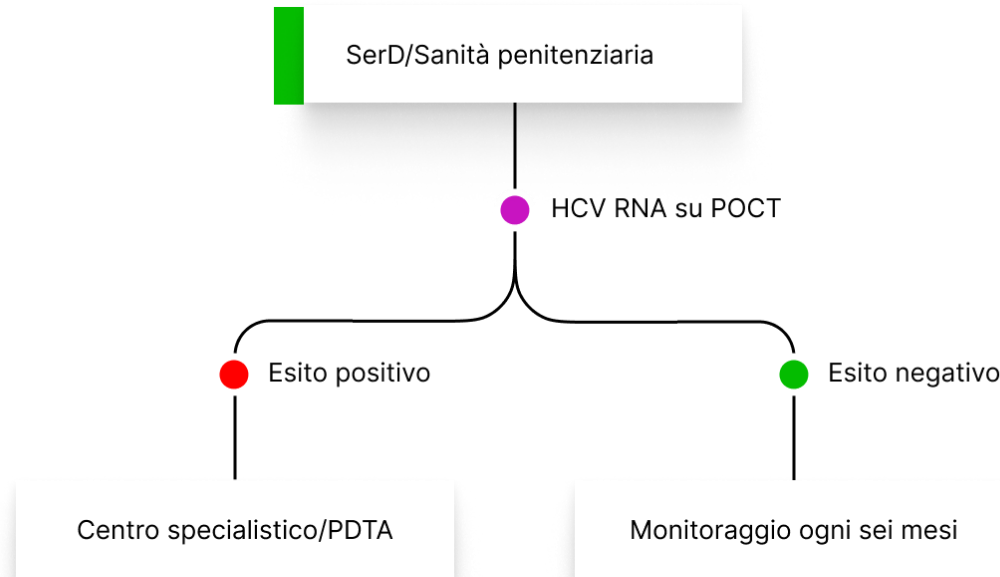 SerD/Sanità penitenziaria
HCV RNA su POCT
Esito positivo
Esito negativo
Centro specialistico/PDTA
Monitoraggio ogni sei mesi